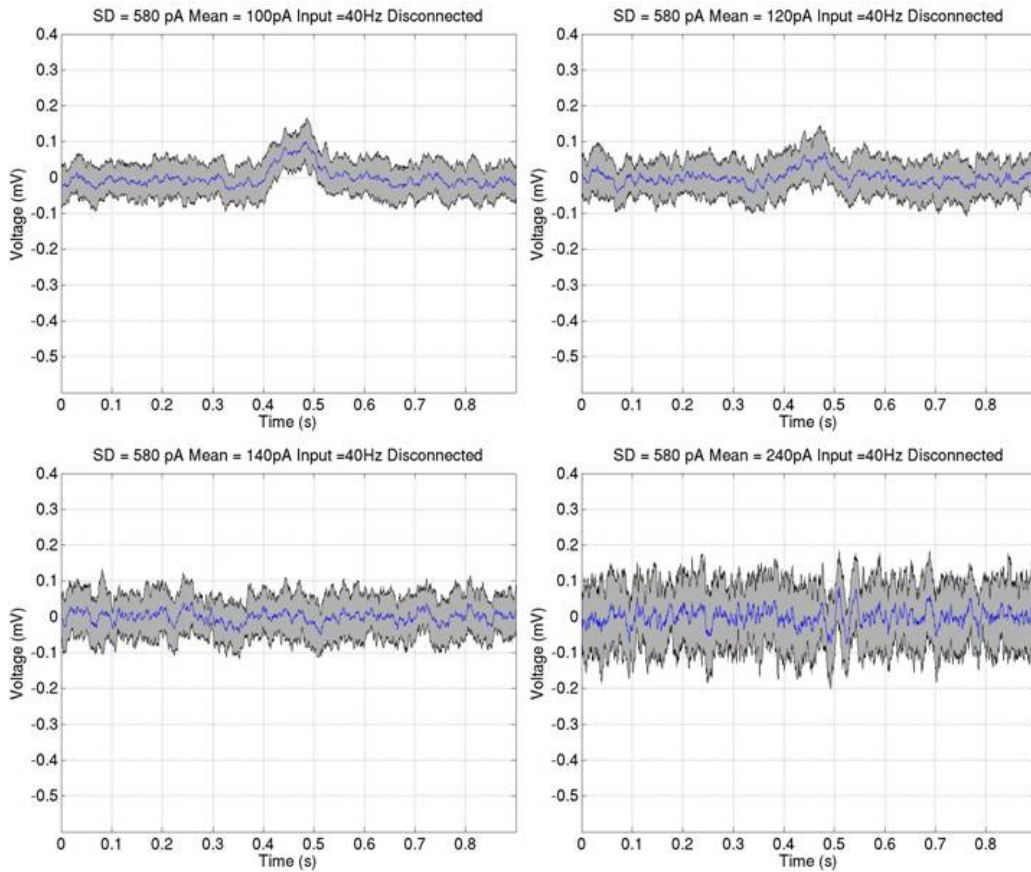 SD = 580 pA Mean = 100pA Input =40Hz Disconnected
0.4
0.3
0.2
0.1
0
-0.1
-0.2
-0.3
-0.4
-0.5
Voltage (mV)
0 0.1 0.2 0.3 0.4 0.5 0.6 0.7 0.8
Time (s)
SD = 580 pA Mean = 120pA Input =40Hz Disconnected
0.4
0.3
0.2
0.1
0
-0.1
-0.2
-0.3
-0.4
-0.5
Voltage (mV)
0 0.1 0.2 0.3 0.4 0.5 0.6 0.7 0.8
Time (s)
SD = 580 pA Mean = 140pA Input =40Hz Disconnected
0.4
0.3
0.2
0.1
0
-0.1
-0.2
-0.3
-0.4
-0.5
Voltage (mV)
0 0.1 0.2 0.3 0.4 0.5 0.6 0.7 0.8
Time (s)
SD = 580 pA Mean = 240pA Input =40Hz Disconnected
0.4
0.3
0.2
0.1
0
-0.1
-0.2
-0.3
-0.4
-0.5
Voltage (mV)
0 0.1 0.2 0.3 0.4 0.5 0.6 0.7 0.8
Time (s)